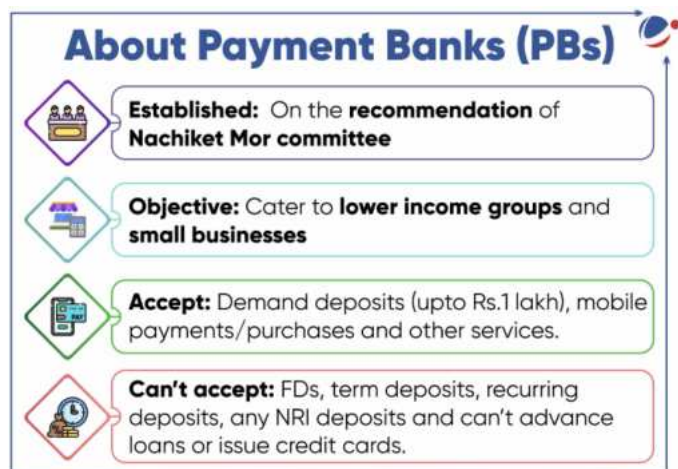 About Payment Banks (PBs)
Established: On the recommendation of
Nachiket Mor committee
Objective: Cater to lower income groups and
small businesses
Accept: Demand deposits (upto Rs.1 lakh), mobile
payments/purchases and other services.
PAY
Can't accept: FDs, term deposits, recurring
deposits, any NRI deposits and can't advance
loans or issue credit cards.